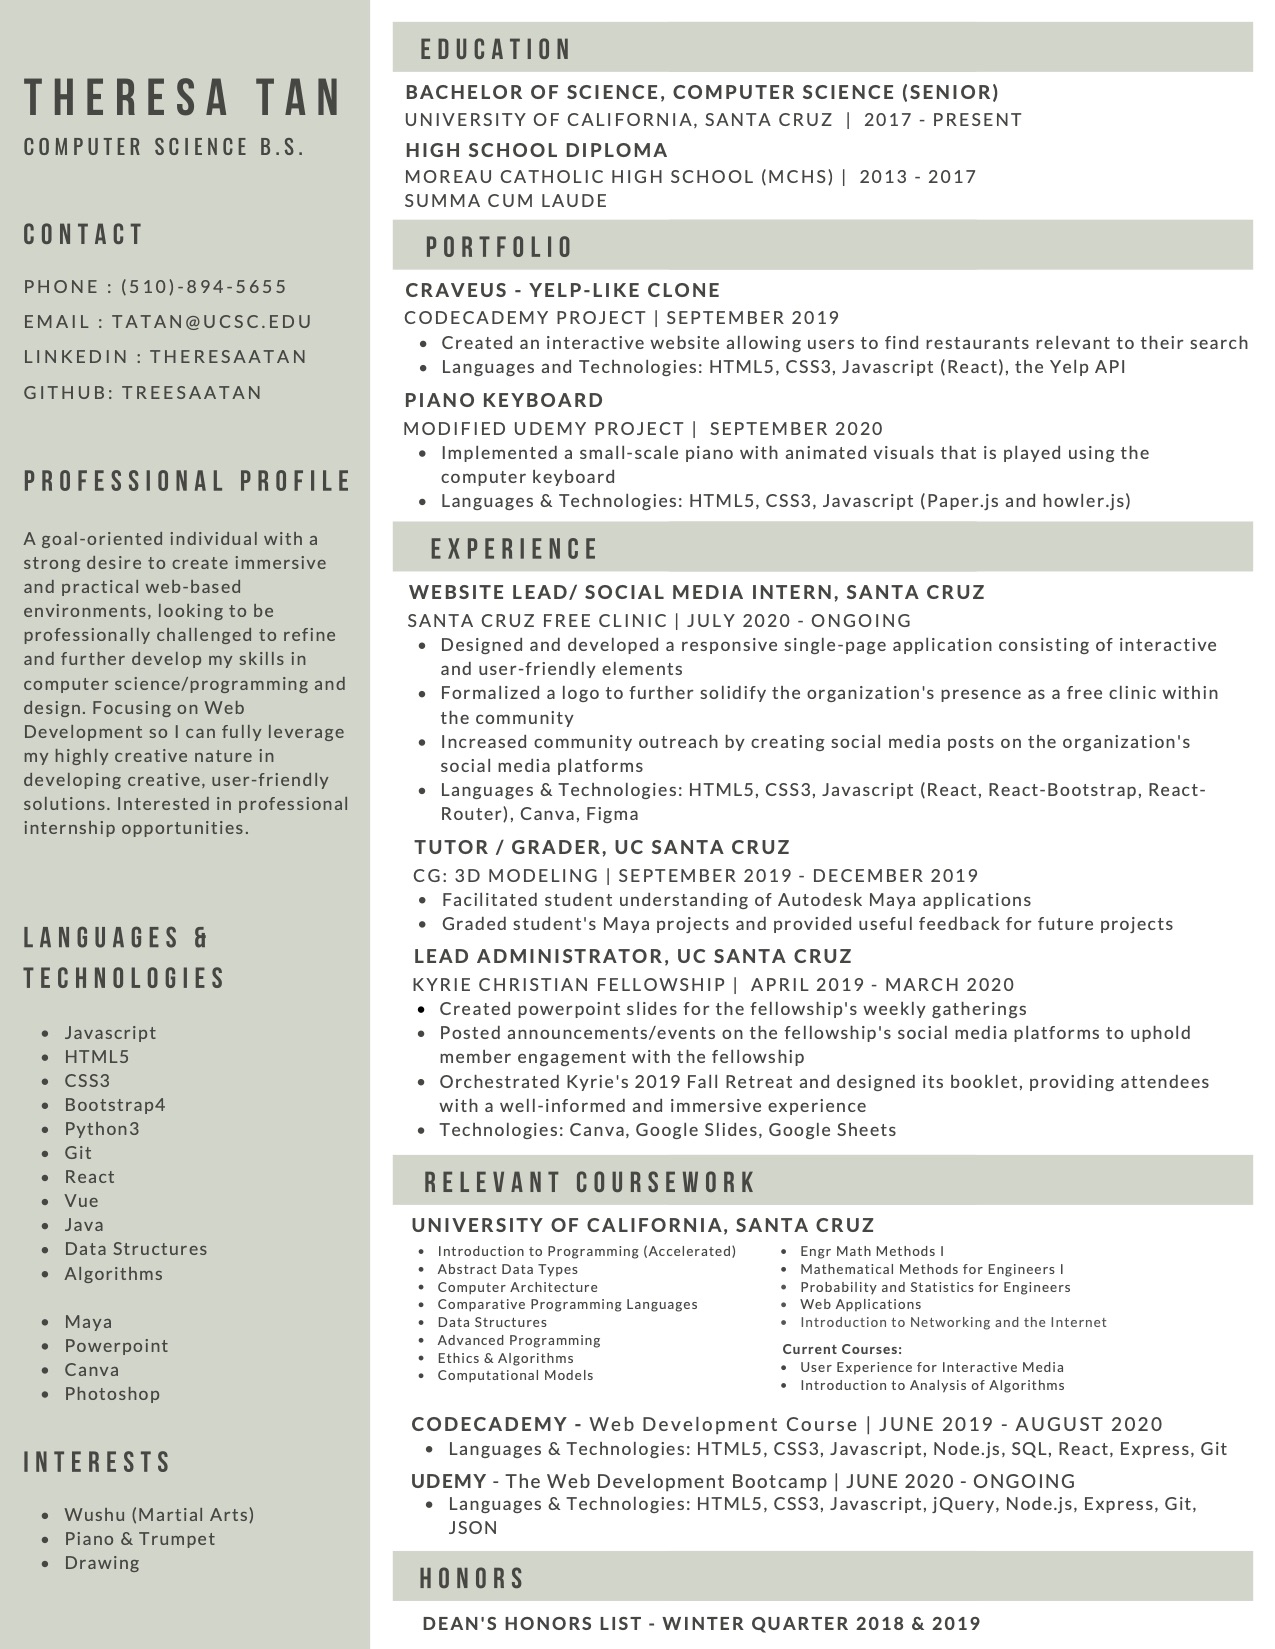 THERESA TAN
COMPUTER SCIENCE B.S.
CONTACT
PHONE : (510)-894-5655
EMAIL : TATAN@UCSC.EDU
LINKEDIN : THERESAATAN
GITHUB: TREESAATAN
PROFESSIONAL PROFILE
A goal-oriented individual with a
strong desire to create immersive
and practical web-based
environments, looking to be
professionally challenged to refine
and further develop my skills in
computer science/programming and
design. Focusing on Web
Development so I can fully leverage
my highly creative nature in
developing creative, user-friendly
solutions. Interested in professional
internship opportunities.
LANGUAGES &
TECHNOLOGIES
• Javascript
• HTML5
• CSS3
• Bootstrap4
• Python3
• Git
• React
• Vue
• Java
• Data Structures
• Algorithms
• Maya
• Powerpoint
• Canva
• Photoshop
INTERESTS
• Wushu (Martial Arts)
• Piano & Trumpet
• Drawing
EDUCATION
BACHELOR OF SCIENCE, COMPUTER SCIENCE (SENIOR)
UNIVERSITY OF CALIFORNIA, SANTA CRUZ | 2017 - PRESENT
HIGH SCHOOL DIPLOMA
MOREAU CATHOLIC HIGH SCHOOL (MCHS) | 2013 - 2017
SUMMA CUM LAUDE
PORTFOLIO
CRAVEUS - YELP-LIKE CLONE
CODECADEMY PROJECT | SEPTEMBER 2019
• Created an interactive website allowing users to find restaurants relevant to their search
• Languages and Technologies: HTML5, CSS3, Javascript (React), the Yelp API
PIANO KEYBOARD
MODIFIED UDEMY PROJECT | SEPTEMBER 2020
• Implemented a small-scale piano with animated visuals that is played using the
computer keyboard
• Languages & Technologies: HTML5, CSS3, Javascript (Paper.js and howler.js)
EXPERIENCE
WEBSITE LEAD/ SOCIAL MEDIA INTERN, SANTA CRUZ
SANTA CRUZ FREE CLINIC | JULY 2020 - ONGOING
• Designed and developed a responsive single-page application consisting of interactive
and user-friendly elements
• Formalized a logo to further solidify the organization's presence as a free clinic within
the community
• Increased community outreach by creating social media posts on the organization's
social media platforms
• Languages & Technologies: HTML5, CSS3, Javascript (React, React-Bootstrap, React-
Router), Canva, Figma
TUTOR / GRADER, UC SANTA CRUZ
CG: 3D MODELING | SEPTEMBER 2019 - DECEMBER 2019
• Facilitated student understanding of Autodesk Maya applications
• Graded student's Maya projects and provided useful feedback for future projects
LEAD ADMINISTRATOR, UC SANTA CRUZ
KYRIE CHRISTIAN FELLOWSHIP | APRIL 2019 - MARCH 2020
• Created powerpoint slides for the fellowship's weekly gatherings
• Posted announcements/events on the fellowship's social media platforms to uphold
member engagement with the fellowship
• Orchestrated Kyrie's 2019 Fall Retreat and designed its booklet, providing attendees
with a well-informed and immersive experience
• Technologies: Canva, Google Slides, Google Sheets
RELEVANT COURSEWORK
UNIVERSITY OF CALIFORNIA, SANTA CRUZ
• Introduction to Programming (Accelerated)
• Abstract Data Types
• Computer Architecture
• Comparative Programming Languages
• Data Structures
• Advanced Programming
• Ethics & Algorithms
• Computational Models
• Engr Math Methods I
• Mathematical Methods for Engineers I
• Probability and Statistics for Engineers
• Web Applications
• Introduction to Networking and the Internet
Current Courses:
• User Experience for Interactive Media
• Introduction to Analysis of Algorithms
CODECADEMY - Web Development Course | JUNE 2019 - AUGUST 2020
• Languages & Technologies: HTML5, CSS3, Javascript, Node.js, SQL, React, Express, Git
UDEMY - The Web Development Bootcamp | JUNE 2020 - ONGOING
• Languages & Technologies: HTML5, CSS3, Javascript, jQuery, Node.js, Express, Git,
JSON
HONORS
DEAN'S HONORS LIST - WINTER QUARTER 2018 & 2019